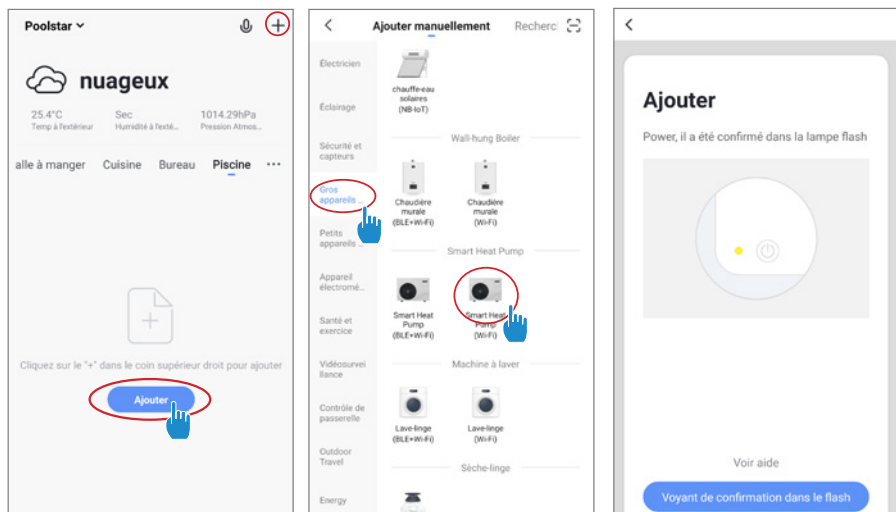 Poolstar
nuageux
25.4°C
Temp à l'extérieur
Sec
Humidité à l'exté...
1014.29hPa
Pression Atmos...
alle à manger
Cuisine
Bureau
Piscine
Cliquez sur le "+" dans le coin supérieur droit pour ajouter
Ajouter
Ajouter manuellement
Recherc
Électricien
Éclairage
Sécurité et
capteurs
Gros
appareils ...
Petits
appareils ...
Appareil
électromé...
Santé et
exercice
Vidéosurvei
llance
Contrôle de
passerelle
Outdoor
Travel
Energy
chauffe-eau
solaires
(NB-IoT)
Wall-hung Boiler
Chaudière
murale
(BLE+Wi-Fi)
Chaudière
murale
(Wi-Fi)
Smart Heat Pump
Smart Heat
Pump
(BLE+Wi-Fi)
Smart Heat
Pump
(Wi-Fi)
Machine à laver
Lave-linge
(BLE+Wi-Fi)
Lave-linge
(Wi-Fi)
Sèche-linge
Ajouter
Power, il a été confirmé dans la lampe flash
Voir aide
Voyant de confirmation dans le flash